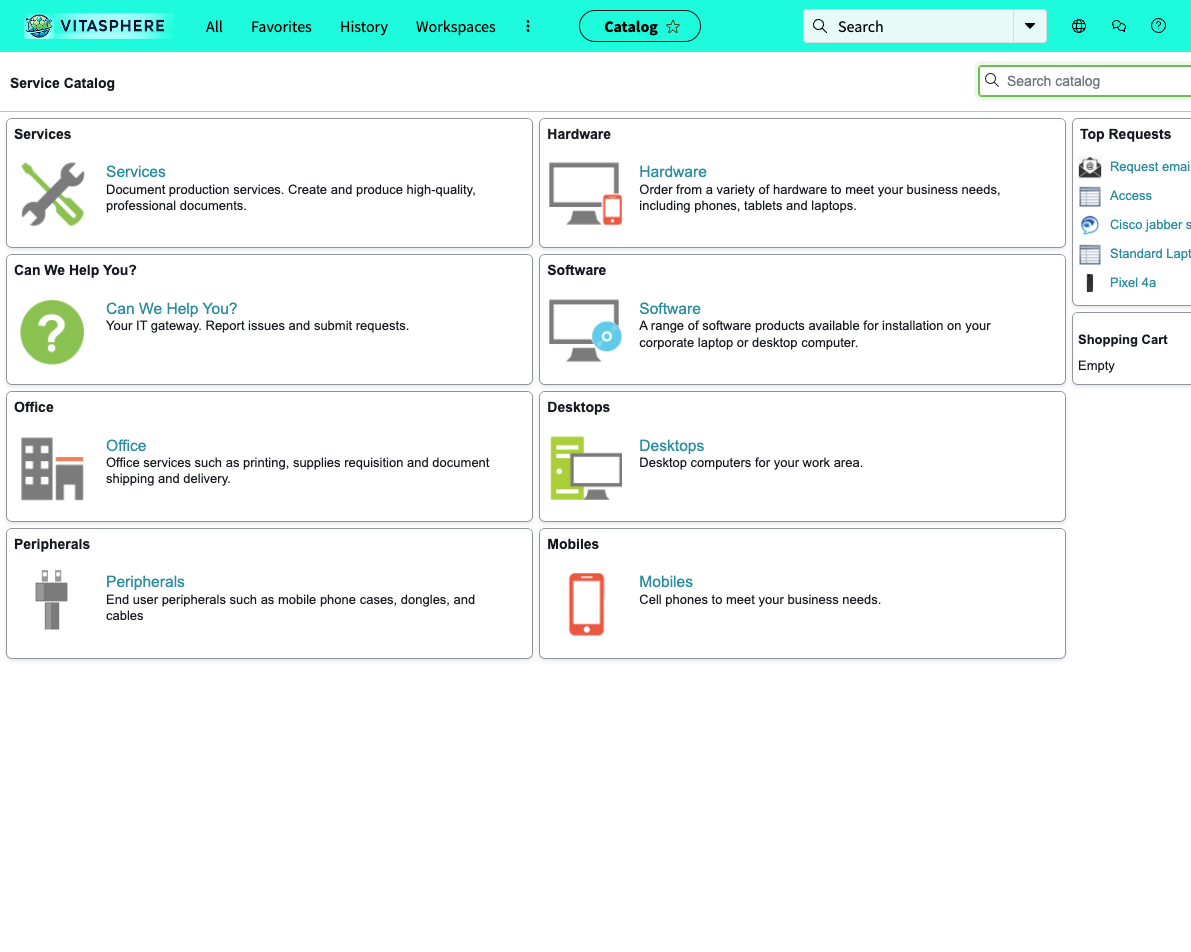 VITASPHERE
All
Favorites
History
Workspaces
Catalog
Search
Service Catalog
Search catalog
Services
Services
Document production services. Create and produce high-quality,
professional documents.
Hardware
Hardware
Order from a variety of hardware to meet your business needs,
including phones, tablets and laptops.
Can We Help You?
Can We Help You?
Your IT gateway. Report issues and submit requests.
Software
Software
A range of software products available for installation on your
corporate laptop or desktop computer.
Office
Office
Office services such as printing, supplies requisition and document
shipping and delivery.
Desktops
Desktops
Desktop computers for your work area.
Peripherals
Peripherals
End user peripherals such as mobile phone cases, dongles, and
cables
Mobiles
Mobiles
Cell phones to meet your business needs.
Top Requests
Request emai
Access
Cisco jabber s
Standard Lapt
Pixel 4a
Shopping Cart
Empty